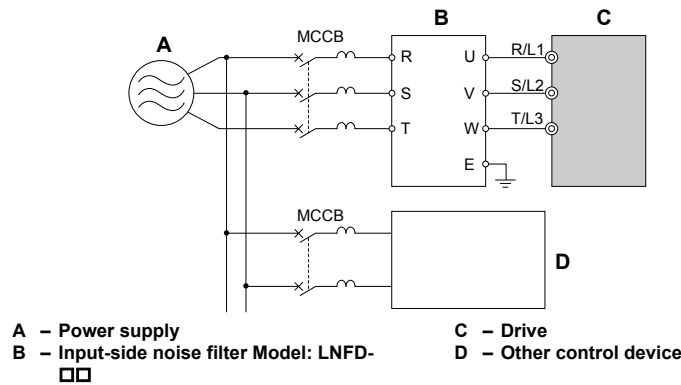 A
B
C
MCCB
R U R/L1
S V S/L2
T W T/L3
E
MCCB
D
A – Power supply
B – Input-side noise filter Model: LNFD-
□□
C – Drive
D – Other control device